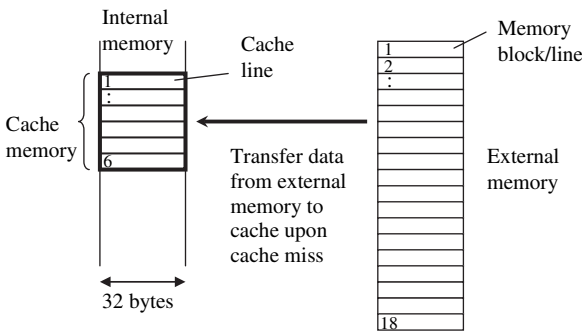 Internal
memory
Cache
line
Memory
block/line
1
:
6
Cache
memory
1
2
:
18
Transfer data
from external
memory to
cache upon
cache miss
External
memory
32 bytes